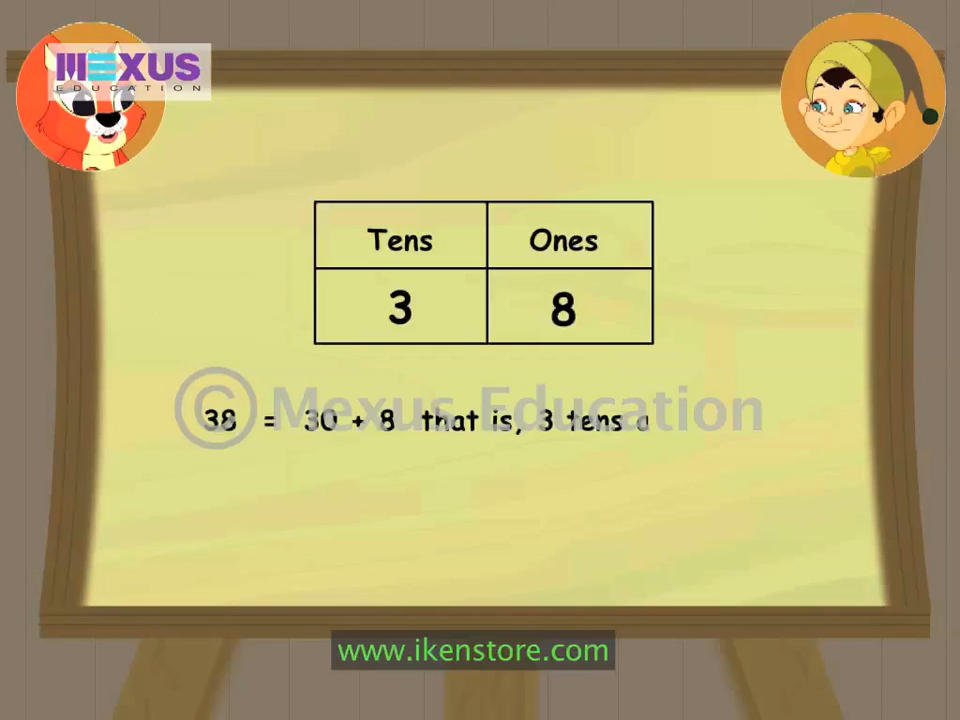 MEXUS
EDUCATION
Tens Ones
3 8
© Mexus Education
38 = 30 + 8 that is, 3 tens a
www.ikenstore.com